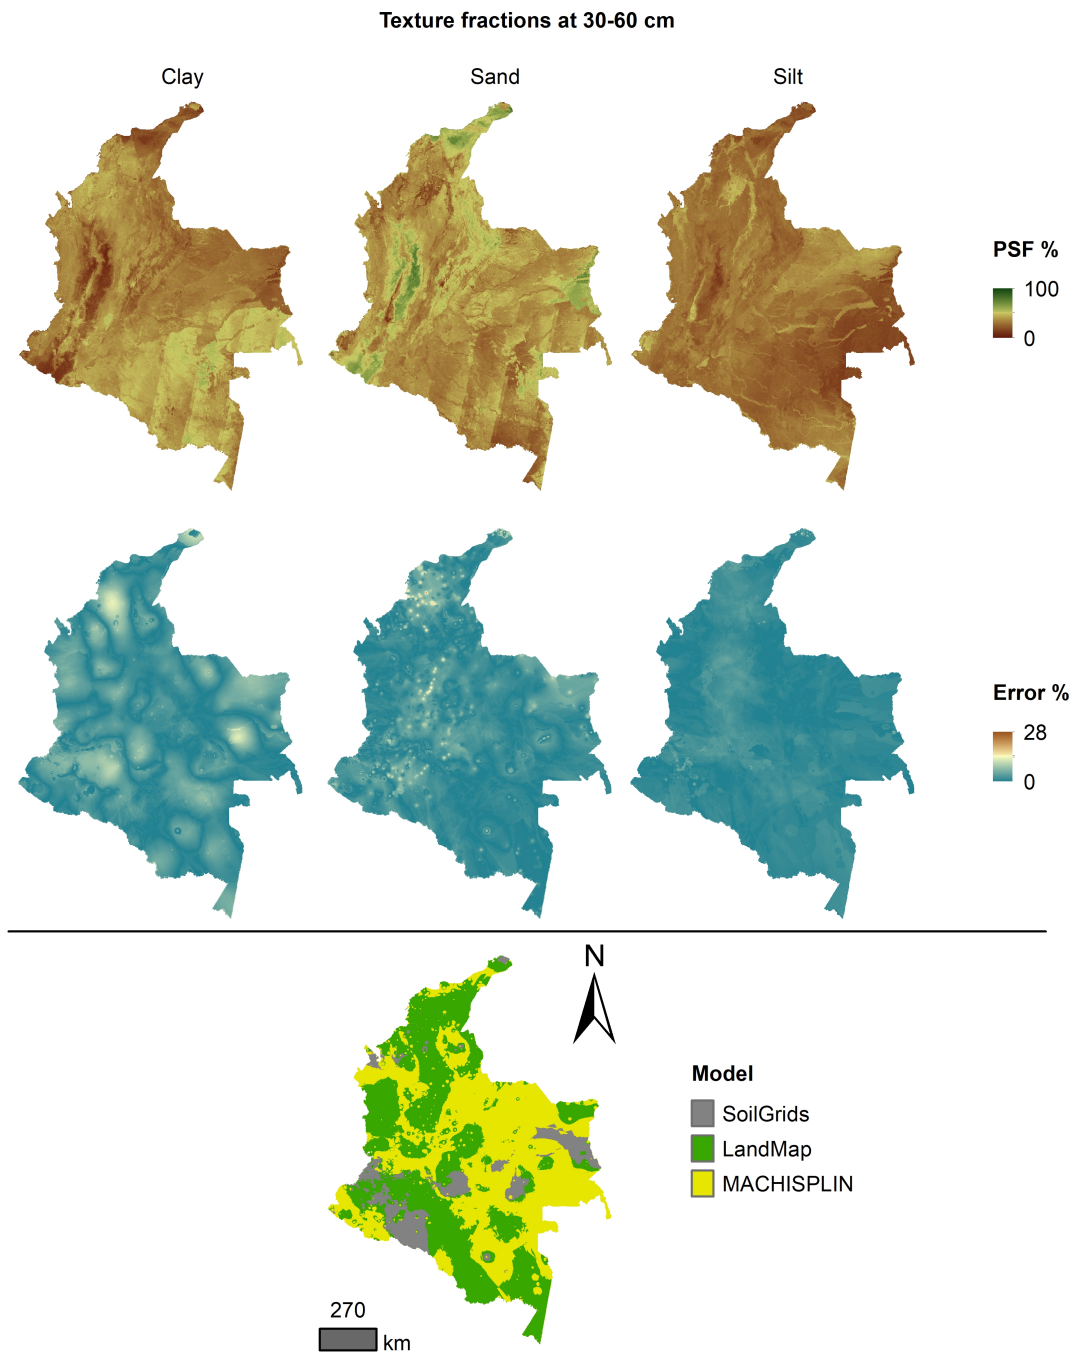 Texture fractions at 30-60 cm
Clay
Sand
Silt
PSF %
100
0
Error %
28
0
N
Model
SoilGrids
LandMap
MACHISPLIN
270
km